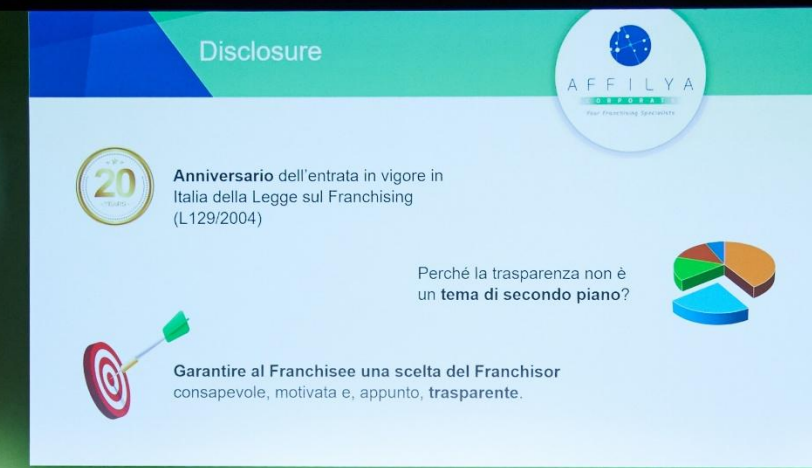 Disclosure
AFFILYA
CORPORAT
Your Franchising Specialists
20
YEARS
Anniversario dell'entrata in vigore in
Italia della Legge sul Franchising
(L129/2004)
Perché la trasparenza non è
un tema di secondo piano?
Garantire al Franchisee una scelta del Franchisor
consapevole, motivata e, appunto, trasparente.